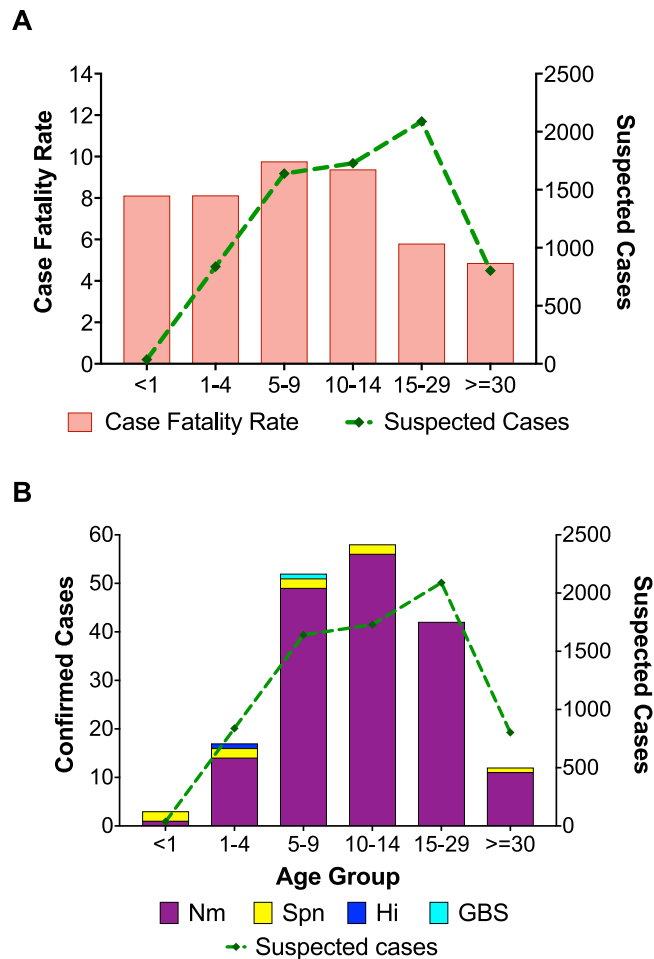 A
14
12
10
8
6
4
2
0
Case Fatality Rate
2500
2000
1500
1000
500
0
Suspected Cases
<1 1-4 5-9 10-14 15-29 >=30
Case Fatality Rate Suspected Cases
B
60
50
40
30
20
10
0
Confirmed Cases
2500
2000
1500
1000
500
0
Suspected Cases
<1 1-4 5-9 10-14 15-29 >=30
Age Group
Nm Spn Hi GBS
Suspected cases